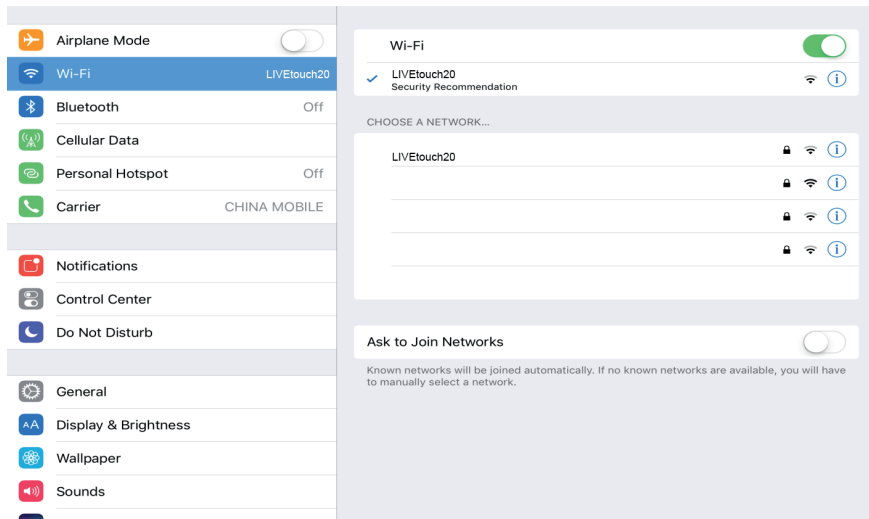 Airplane Mode
Wi-Fi LIVEtouch20
Bluetooth Off
Cellular Data
Personal Hotspot Off
Carrier CHINA MOBILE
Notifications
Control Center
Do Not Disturb
General
AA Display & Brightness
Wallpaper
Sounds
Wi-Fi
LIVEtouch20
Security Recommendation
CHOOSE A NETWORK...
LIVEtouch20
Ask to Join Networks
Known networks will be joined automatically. If no known networks are available, you will have
to manually select a network.